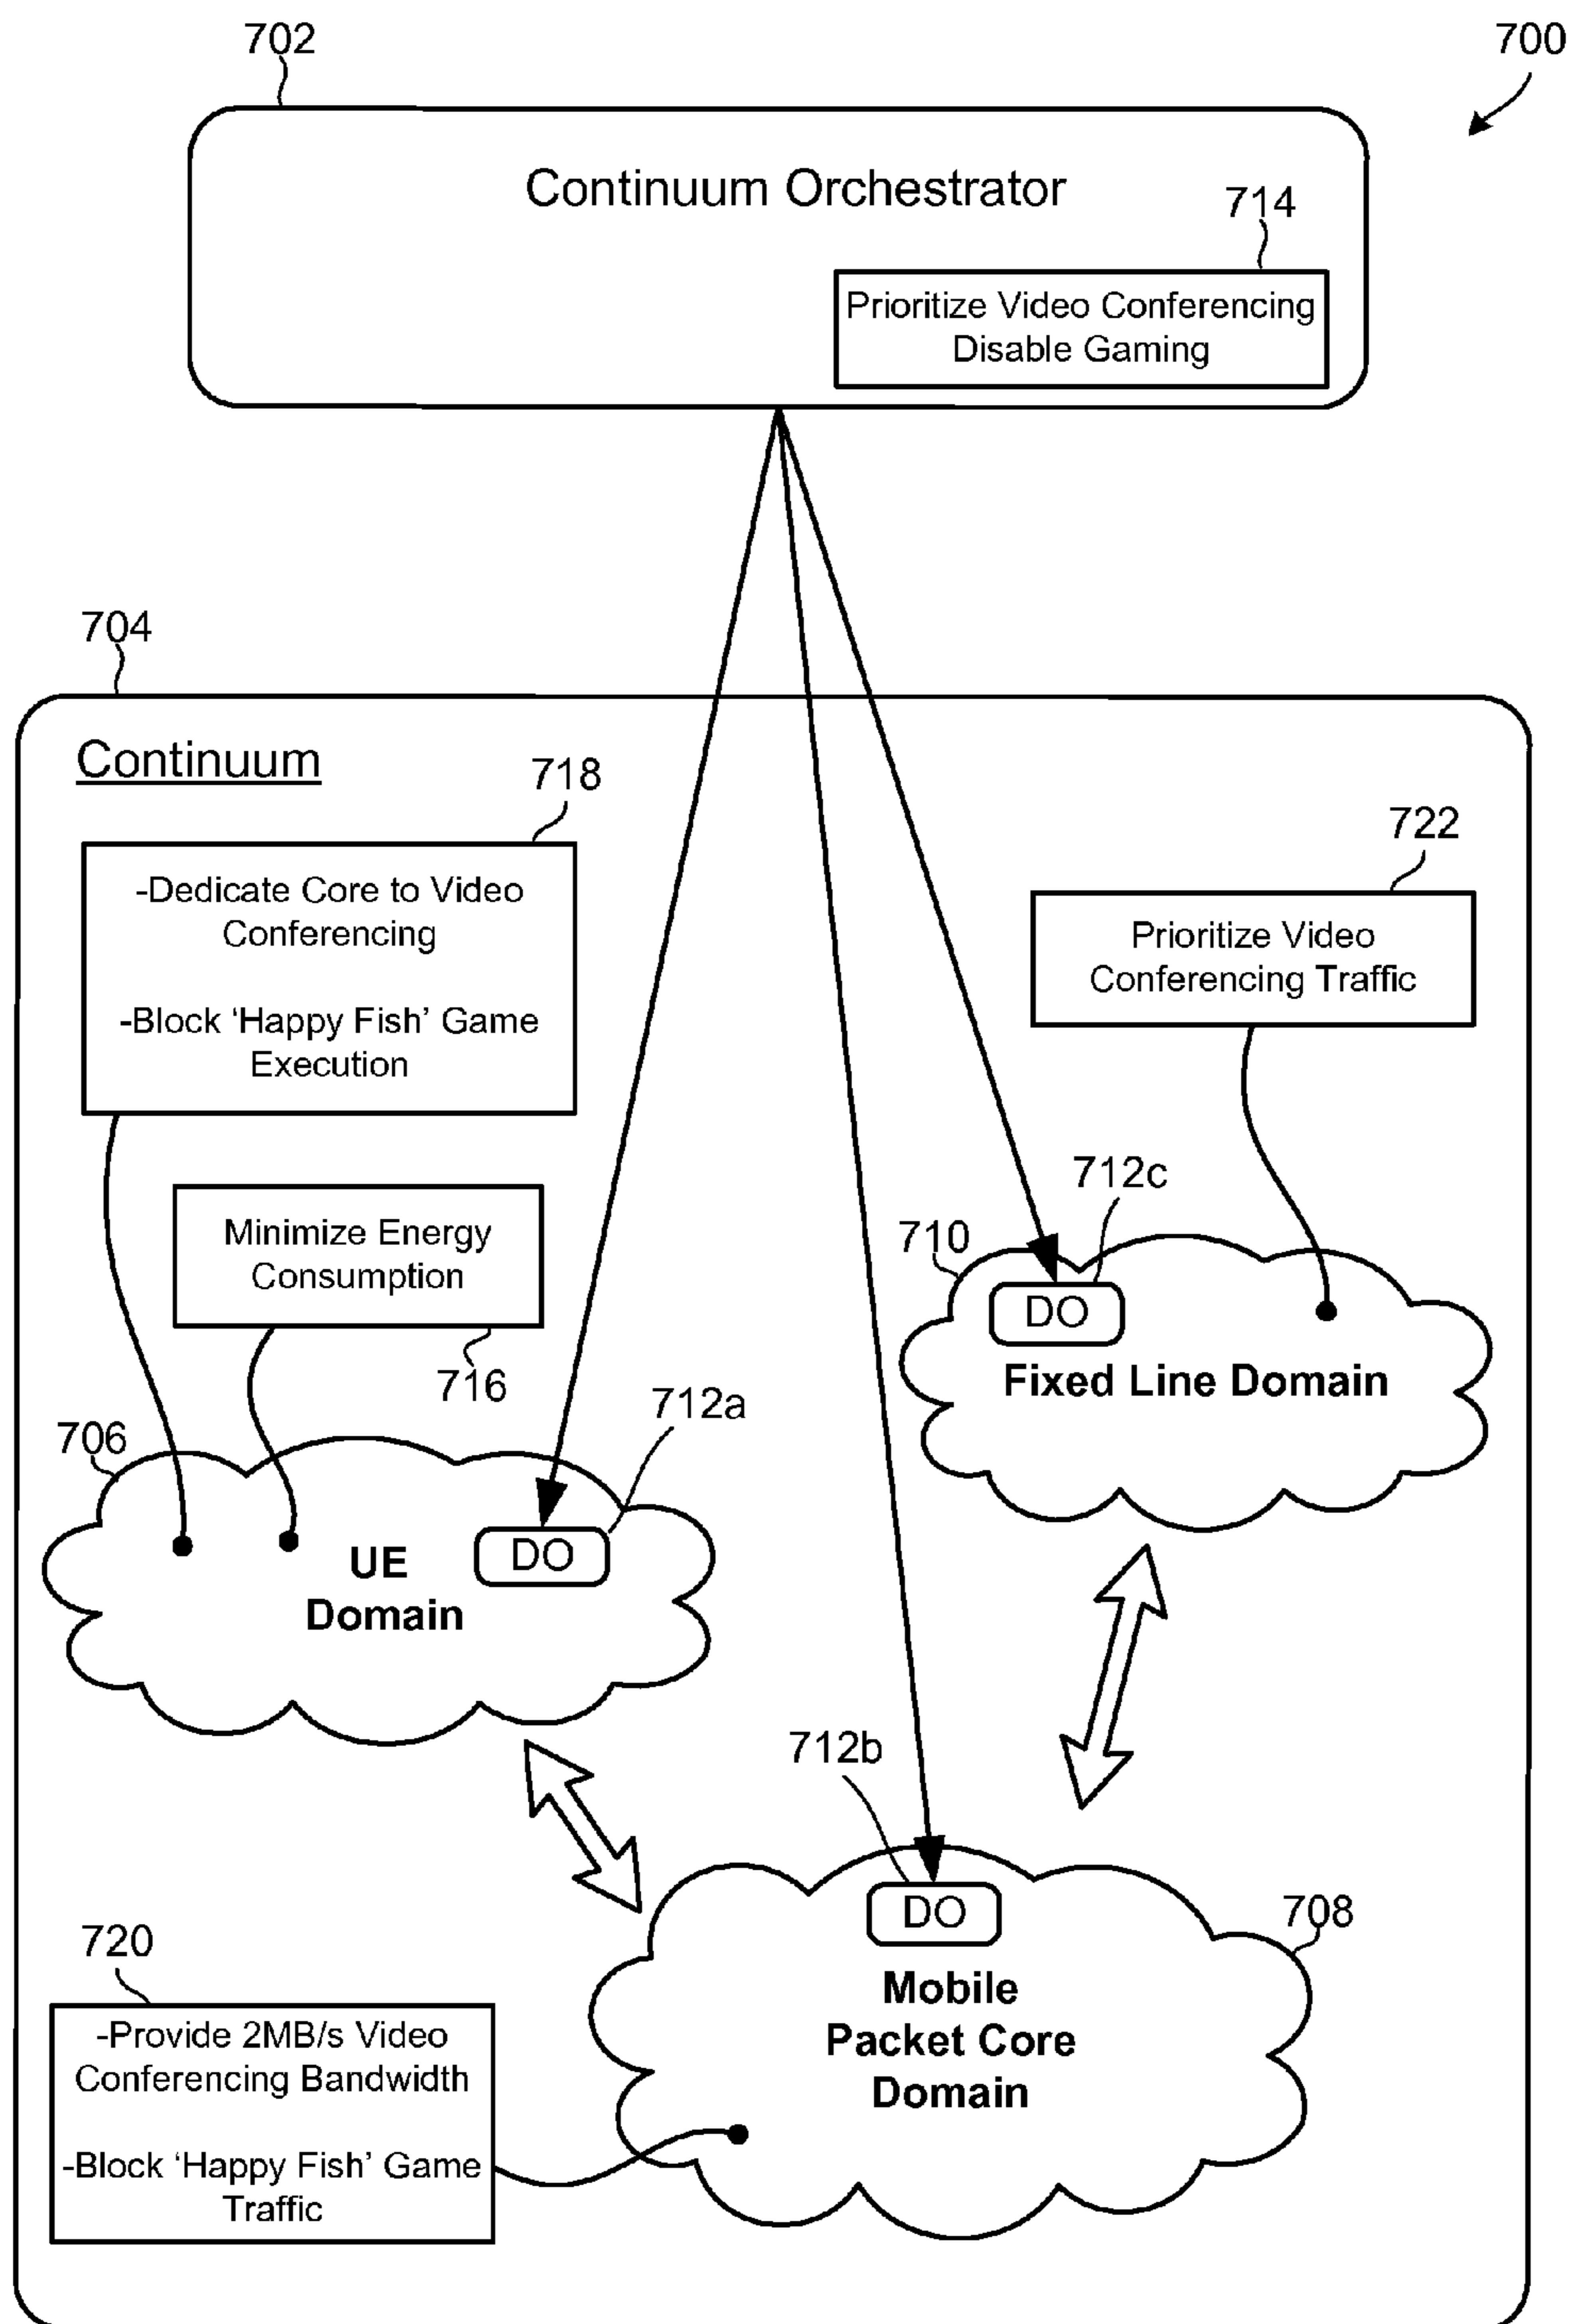 702
700
Continuum Orchestrator
714
Prioritize Video Conferencing
Disable Gaming
704
Continuum
718
-Dedicate Core to Video
Conferencing
-Block ‘Happy Fish’ Game
Execution
722
Prioritize Video
Conferencing Traffic
Minimize Energy
Consumption
716
712c
710
DO
Fixed Line Domain
712a
706
DO
UE
Domain
712b
DO
708
Mobile
Packet Core
Domain
720
-Provide 2MB/s Video
Conferencing Bandwidth
-Block ‘Happy Fish’ Game
Traffic